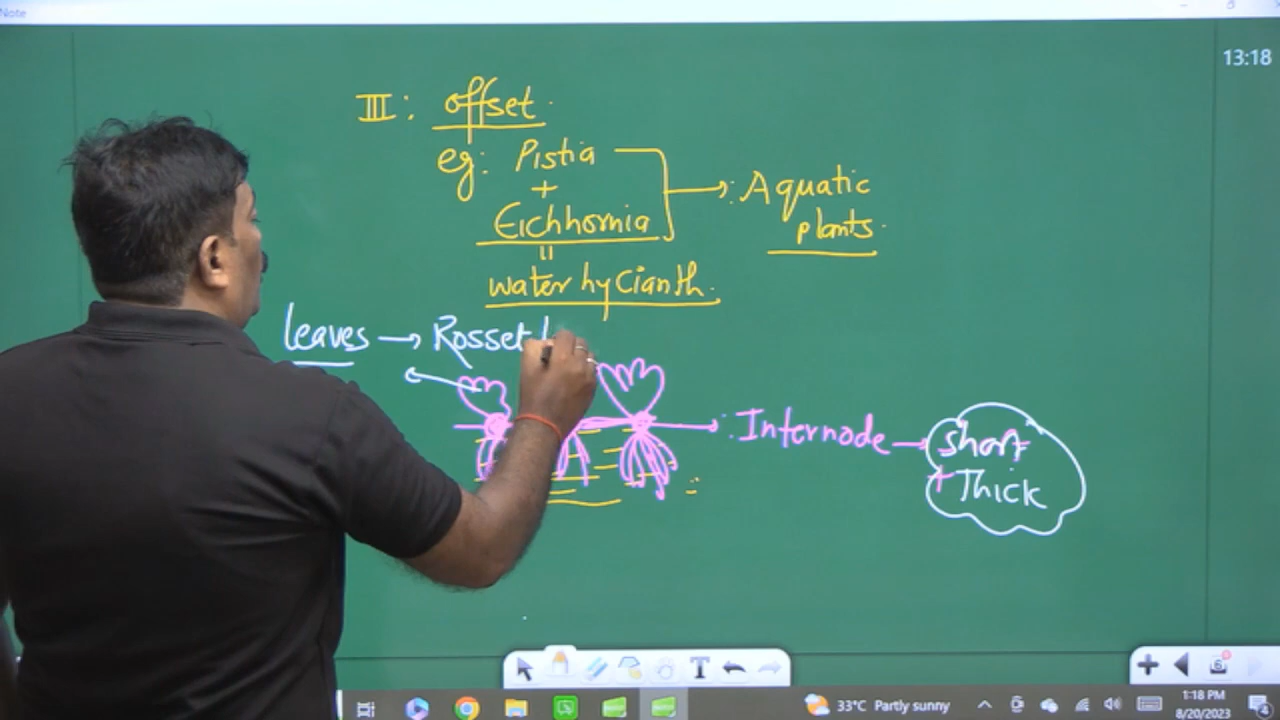 Note
13:18
III: offset.
eg: Pistia
+
Eichhornia
Aquatic
plants.
water hycianth.
leaves → Rosset
Internode → short
+ Thick
T
33°C Partly sunny
1:18 PM
8/20/2023